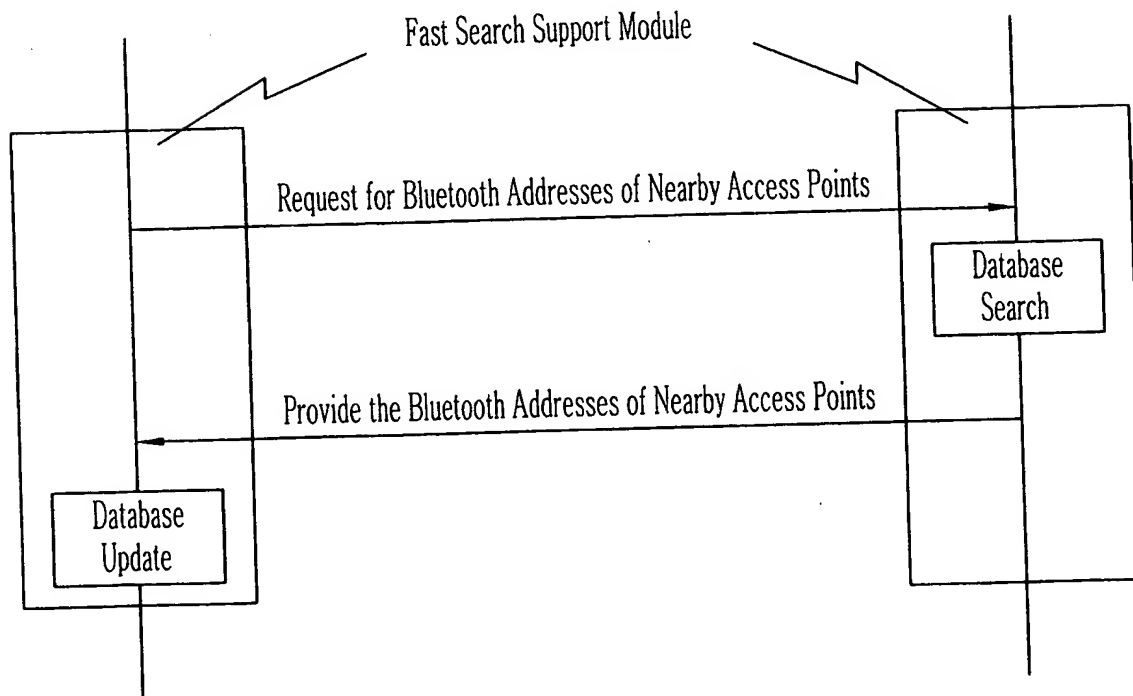 Fast Search Support Module
Request for Bluetooth Addresses of Nearby Access Points
Database
Search
Provide the Bluetooth Addresses of Nearby Access Points
Database
Update